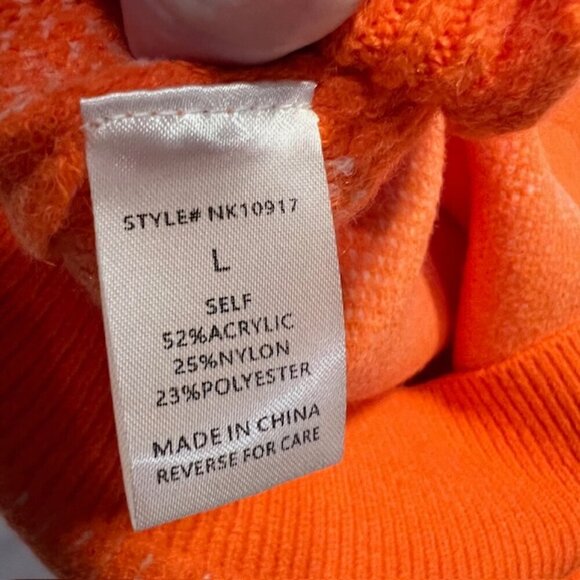 STYLE# NK10917
L
SELF
52%ACRYLIC
25%NYLON
23%POLYESTER
MADE IN CHINA
REVERSE FOR CARE